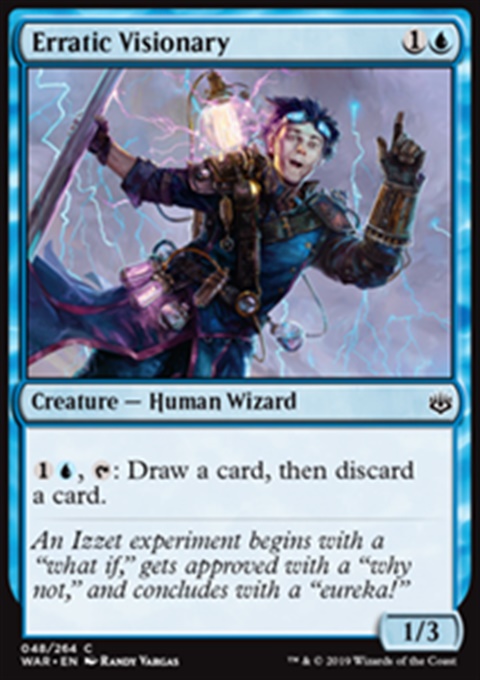 Erratic Visionary 1
Creature — Human Wizard
1 , : Draw a card, then discard
a card.
An Izzet experiment begins with a
“what if,” gets approved with a “why
not,” and concludes with a “eureka!”
1/3
048/264 C
WAR • EN Randy Vargas
™ & © 2019 Wizards of the Coast